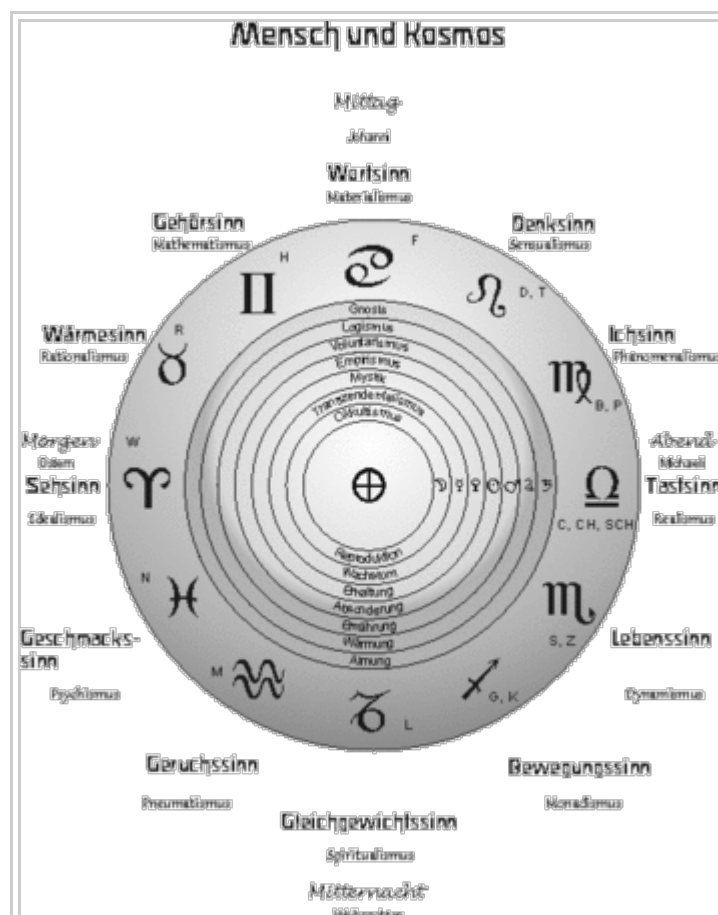 Mensch und Kosmos
Mittag
Johanni
Wortsinn
Materialismus
Gehörsinn
Mathematismus
Denksinn
Sensualismus
H
F
D, T
Gnosis
Logismus
Voluntarismus
Empirismus
Mystik
Transzendentalismus
Okkultismus
Wärmesinn
Rationalismus
R
Ichsinn
Phänomenalismus
B, P
Morgen
Ostern
Sehsinn
Idealismus
W
Abend
Michaeli
Tastsinn
Realismus
C, CH, SCH
Reproduktion
Wachstum
Erhaltung
Absonderung
Ernährung
Wärmung
Atmung
N
Geschmacks-
sinn
Psychismus
S, Z
Lebenssinn
Dynamismus
M
L
G, K
Geruchssinn
Pneumatismus
Bewegungssinn
Monadismus
Gleichgewichtssinn
Spiritualismus
Mitternacht